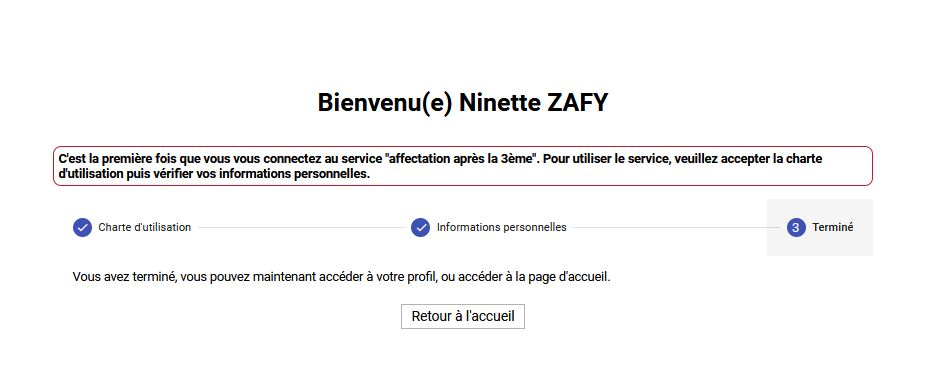 Bienvenu(e) Ninette ZAFY
C'est la première fois que vous vous connectez au service "affectation après la 3ème". Pour utiliser le service, veuillez accepter la charte
d'utilisation puis vérifier vos informations personnelles.
Charte d'utilisation Informations personnelles 3 Terminé
Vous avez terminé, vous pouvez maintenant accéder à votre profil, ou accéder à la page d'accueil.
Retour à l'accueil